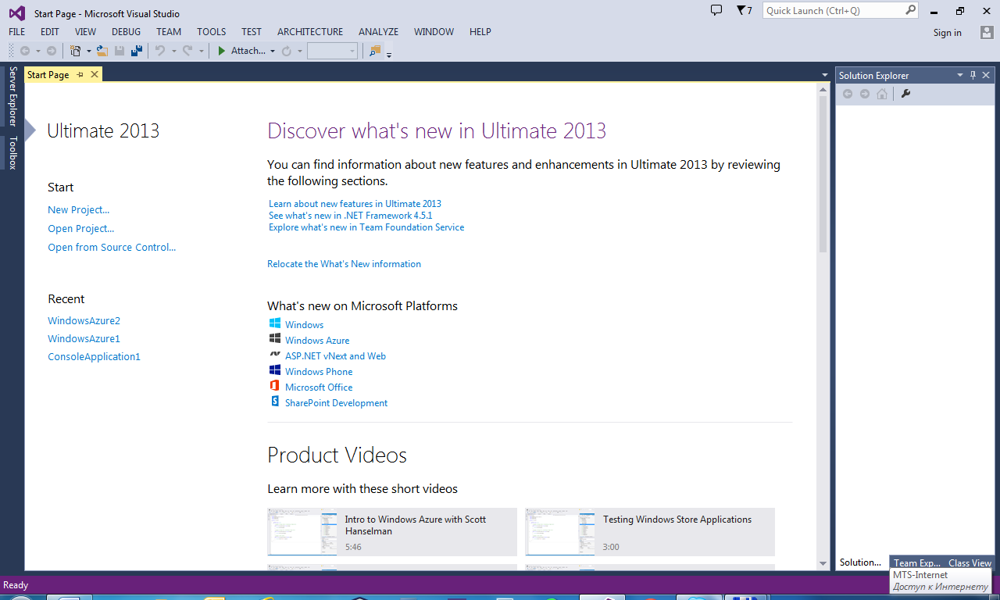 Start Page - Microsoft Visual Studio
7
Quick Launch (Ctrl+Q)
FILE EDIT VIEW DEBUG TEAM TOOLS TEST ARCHITECTURE ANALYZE WINDOW HELP
Sign in
Attach...
Server Explorer
Toolbox
Start Page
Ultimate 2013
Start
New Project...
Open Project...
Open from Source Control...
Recent
WindowsAzure2
WindowsAzure1
ConsoleApplication1
Discover what's new in Ultimate 2013
You can find information about new features and enhancements in Ultimate 2013 by reviewing
the following sections.
Learn about new features in Ultimate 2013
See what's new in .NET Framework 4.5.1
Explore what's new in Team Foundation Service
Relocate the What's New information
What's new on Microsoft Platforms
Windows
Windows Azure
ASP.NET vNext and Web
Windows Phone
Microsoft Office
SharePoint Development
Product Videos
Learn more with these short videos
Intro to Windows Azure with Scott
Hanselman
5:46
Testing Windows Store Applications
3:00
Solution Explorer
Solution... Team Exp... Class View
MTS-Internet
Доступ к Интернету
Ready